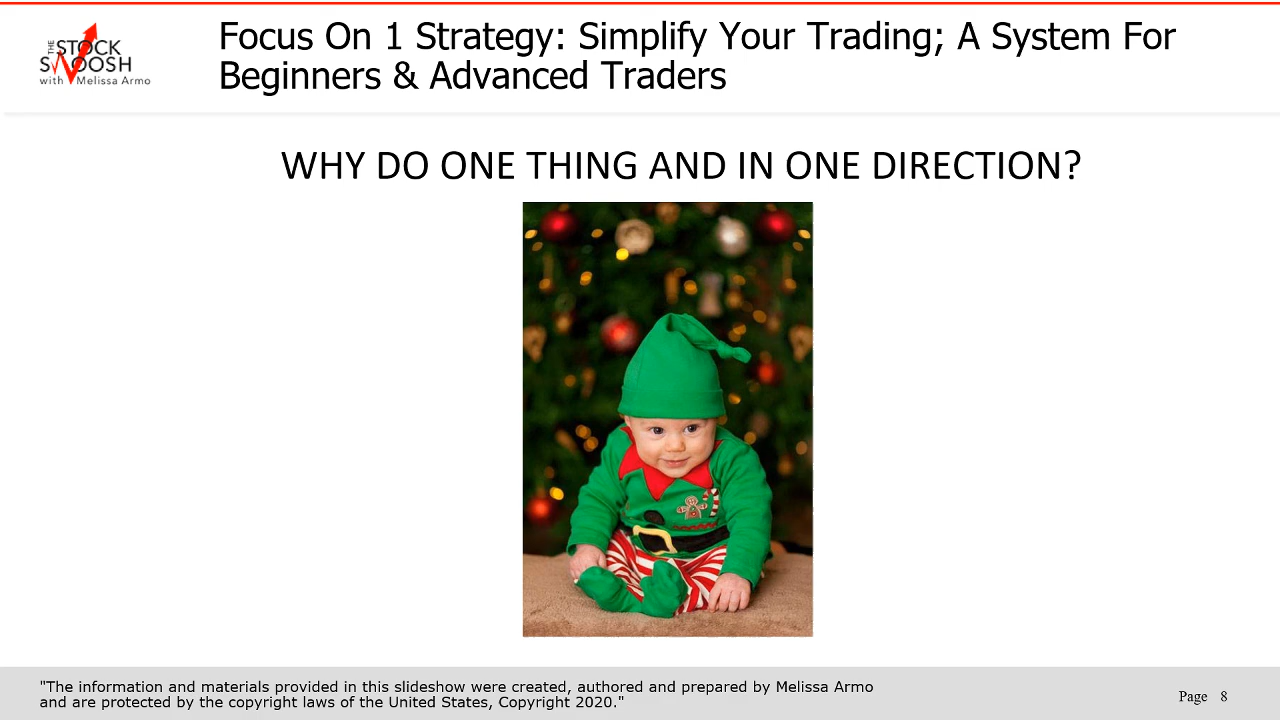 THE
STOCK
SWOOSH
with Melissa Armo
Focus On 1 Strategy: Simplify Your Trading; A System For
Beginners & Advanced Traders
WHY DO ONE THING AND IN ONE DIRECTION?
"The information and materials provided in this slideshow were created, authored and prepared by Melissa Armo
and are protected by the copyright laws of the United States, Copyright 2020."
Page 8